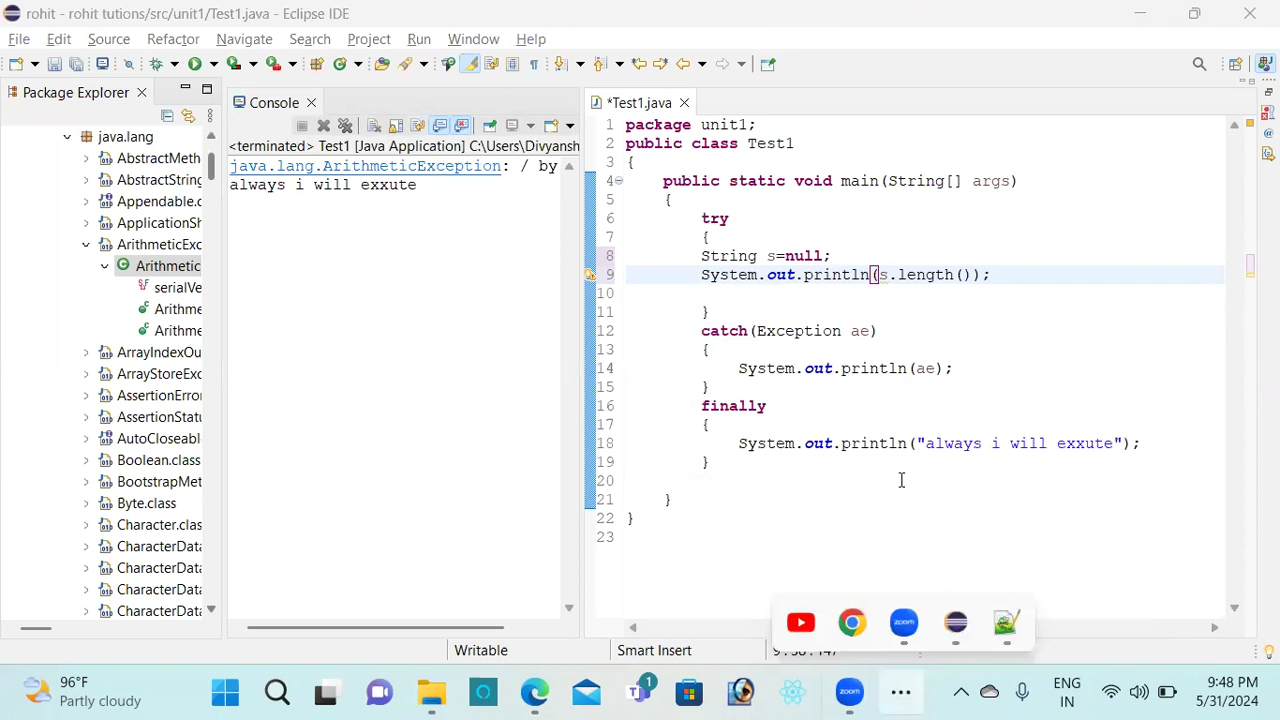 rohit - rohit tutions/src/unit1/Test1.java - Eclipse IDE
File Edit Source Refactor Navigate Search Project Run Window Help
Package Explorer
java.lang
AbstractMeth
AbstractString
Appendable.c
ApplicationSh
ArithmeticExc
Arithmetic
serialVe
Arithme
Arithme
ArrayIndexOu
ArrayStoreExc
AssertionErro
AssertionStatu
AutoCloseabl
Boolean.class
BootstrapMet
Byte.class
Character.clas
CharacterData
CharacterData
CharacterData
CharacterData
Console
<terminated> Test1 [Java Application] C:\Users\Divyansh
java.lang.ArithmeticException: / by
always i will exxute
*Test1.java
1 package unit1;
2 public class Test1
3 {
4 public static void main(String[] args)
5 {
6 try
7 {
8 String s=null;
9 System.out.println(s.length());
10
11 }
12 catch(Exception ae)
13 {
14 System.out.println(ae);
15 }
16 finally
17 {
18 System.out.println("always i will exxute");
19 }
20
21 }
22 }
23
zoom
Writable Smart Insert
96°F
Partly cloudy
1
zoom
ENG
IN
9:48 PM
5/31/2024